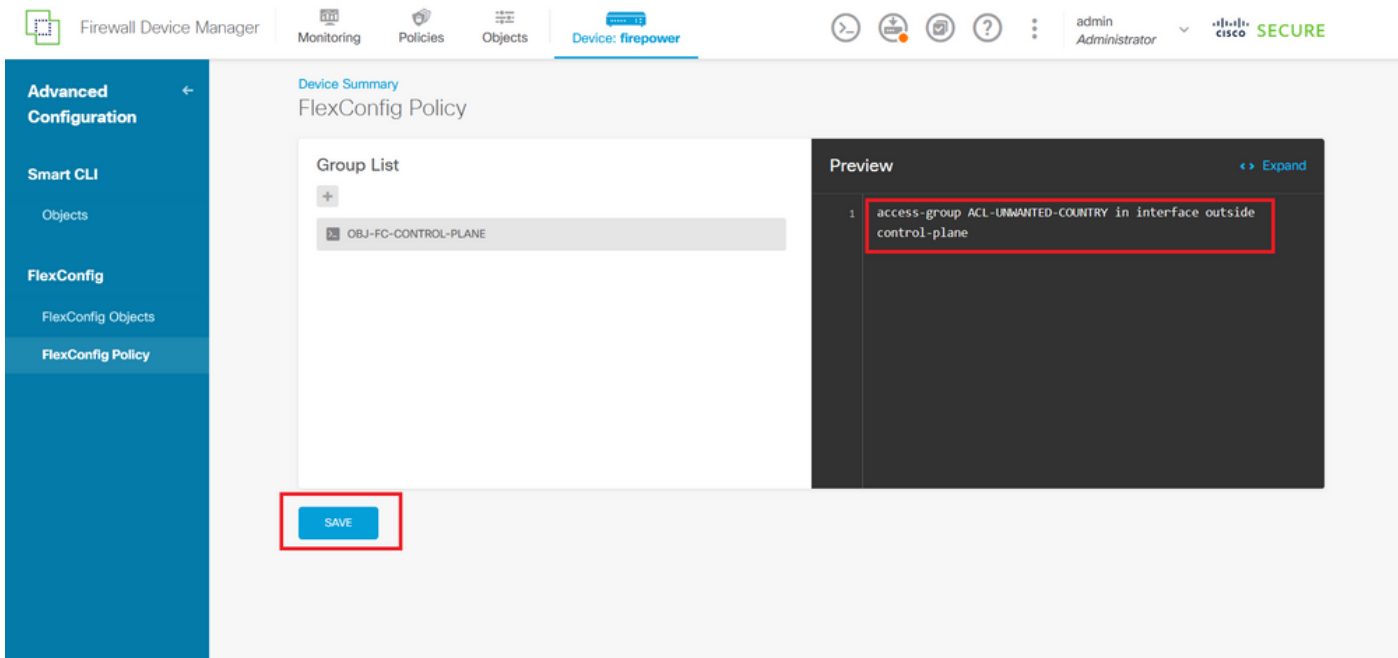 Firewall Device Manager
Monitoring
Policies
Objects
Device: firepower
admin
Administrator
cisco SECURE
Advanced
Configuration
Smart CLI
Objects
FlexConfig
FlexConfig Objects
FlexConfig Policy
Device Summary
FlexConfig Policy
Group List
+
OBJ-FC-CONTROL-PLANE
Preview
Expand
1 access-group ACL-UNWANTED-COUNTRY in interface outside
control-plane
SAVE